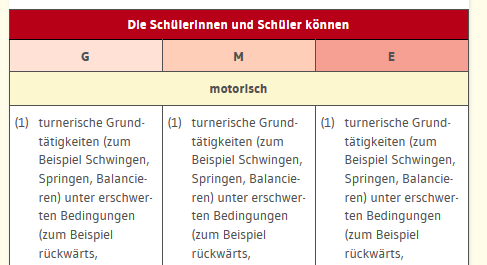 Die Schülerinnen und Schüler können
G M E
motorisch
(1) turnerische Grund-
tätigkeiten (zum
Beispiel Schwingen,
Springen, Balancie-
ren) unter erschwer-
ten Bedingungen
(zum Beispiel
rückwärts,
(1) turnerische Grund-
tätigkeiten (zum
Beispiel Schwingen,
Springen, Balancie-
ren) unter erschwer-
ten Bedingungen
(zum Beispiel
rückwärts,
(1) turnerische Grund-
tätigkeiten (zum
Beispiel Schwingen,
Springen, Balancie-
ren) unter erschwer-
ten Bedingungen
(zum Beispiel
rückwärts,